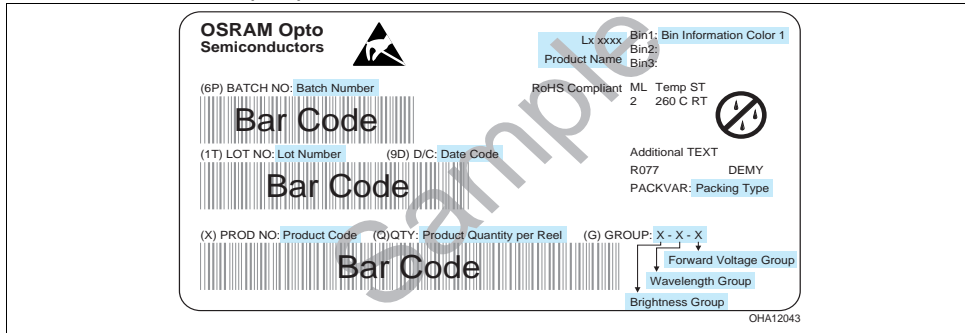 OSRAM Opto
Semiconductors
Lx xxxx
Product Name
Bin1: Bin Information Color 1
Bin2:
Bin3:
(6P) BATCH NO: Batch Number
Bar Code
RoHS Compliant ML Temp ST
2 260 C RT
(1T) LOT NO: Lot Number (9D) D/C: Date Code
Bar Code
Additional TEXT
R077 DEMY
PACKVAR: Packing Type
(X) PROD NO: Product Code (Q)QTY: Product Quantity per Reel (G) GROUP: X - X - X
Bar Code
Forward Voltage Group
Wavelength Group
Brightness Group
Sample
OHA12043